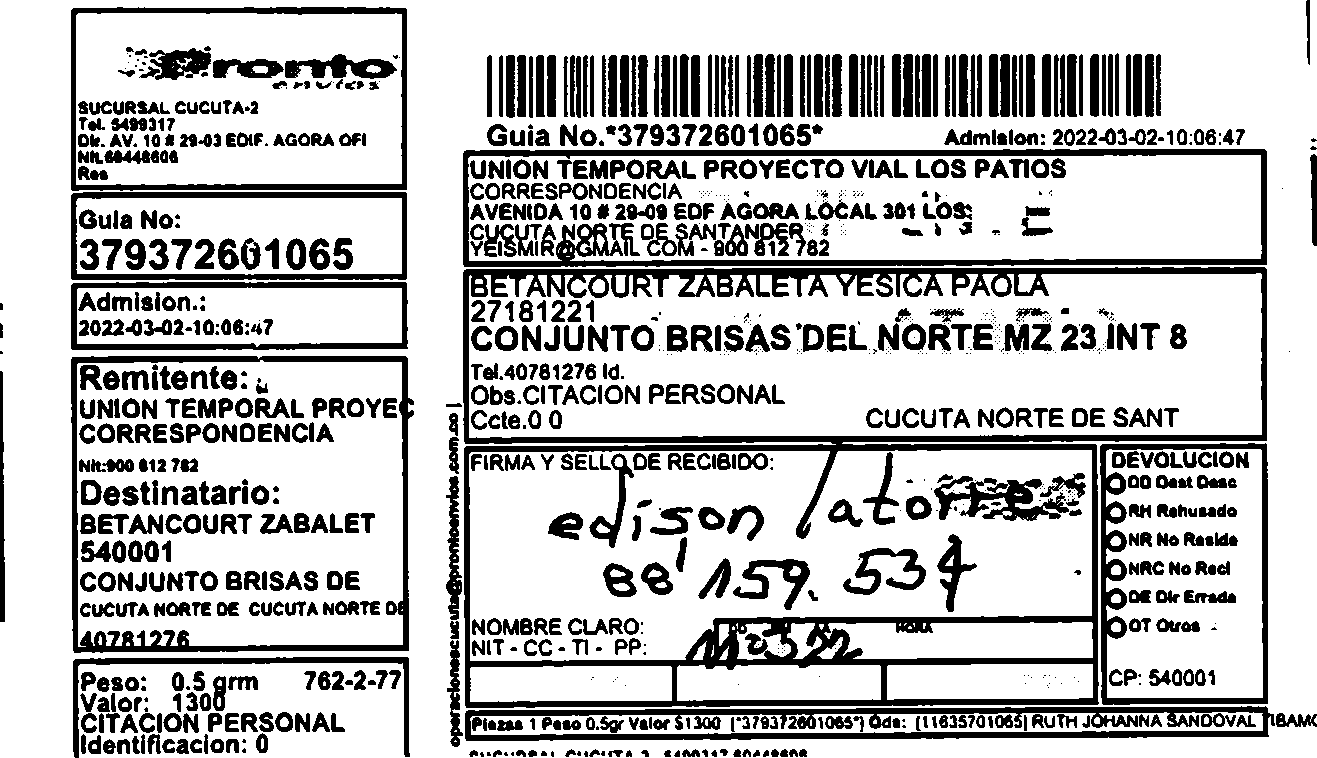 Pronto
envios
SUCURSAL CUCUTA-2
Tel. 5499317
Dir. AV. 10 # 29-03 EDIF. AGORA OFI
Nit.60448606
Res
Guia No:
379372601065
Admision.:
2022-03-02-10:06:47
Remitente:
UNION TEMPORAL PROYEC
CORRESPONDENCIA
Nit:900 612 782
Destinatario:
BETANCOURT ZABALET
540001
CONJUNTO BRISAS DE
CUCUTA NORTE DE CUCUTA NORTE DE
40781276
Peso: 0.5 grm 762-2-77
Valor: 1300
CITACION PERSONAL
Identificacion: 0
Guia No.*379372601065*
Admision: 2022-03-02-10:06:47
UNION TEMPORAL PROYECTO VIAL LOS PATIOS
CORRESPONDENCIA
AVENIDA 10 # 29-09 EDF AGORA LOCAL 301 LOS
CUCUTA NORTE DE SANTANDER
YEISMIR@GMAIL COM - 900 612 782
BETANCOURT ZABALETA YESICA PAOLA
27181221
CONJUNTO BRISAS DEL NORTE MZ 23 INT 8
Tel.40781276 Id.
Obs.CITACION PERSONAL
Ccte.0 0 CUCUTA NORTE DE SANT
operacionescucuta@prontoenvios.com.co |
FIRMA Y SELLO DE RECIBIDO:
edison latorre
88'159.534
NOMBRE CLARO:
NIT - CC - TI - PP:
HORA
DEVOLUCION
DD Dest Desc
RH Rehusado
NR No Reside
NRC No Recl
DE Dir Errada
OT Otros
CP: 540001
Piezas 1 Peso 0.5gr Valor $1300 (*379372601065*) Ods: (11635701065) RUTH JOHANNA SANDOVAL TIBAMO